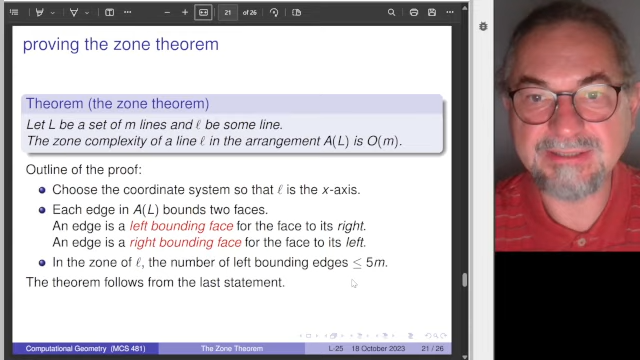 21 of 26
proving the zone theorem
Theorem (the zone theorem)
Let L be a set of m lines and ℓ be some line.
The zone complexity of a line ℓ in the arrangement A(L) is O(m).
Outline of the proof:
Choose the coordinate system so that ℓ is the x-axis.
Each edge in A(L) bounds two faces.
An edge is a left bounding face for the face to its right.
An edge is a right bounding face for the face to its left.
In the zone of ℓ, the number of left bounding edges ≤ 5m.
The theorem follows from the last statement.
Computational Geometry (MCS 481) The Zone Theorem L-25 18 October 2023 21 / 26